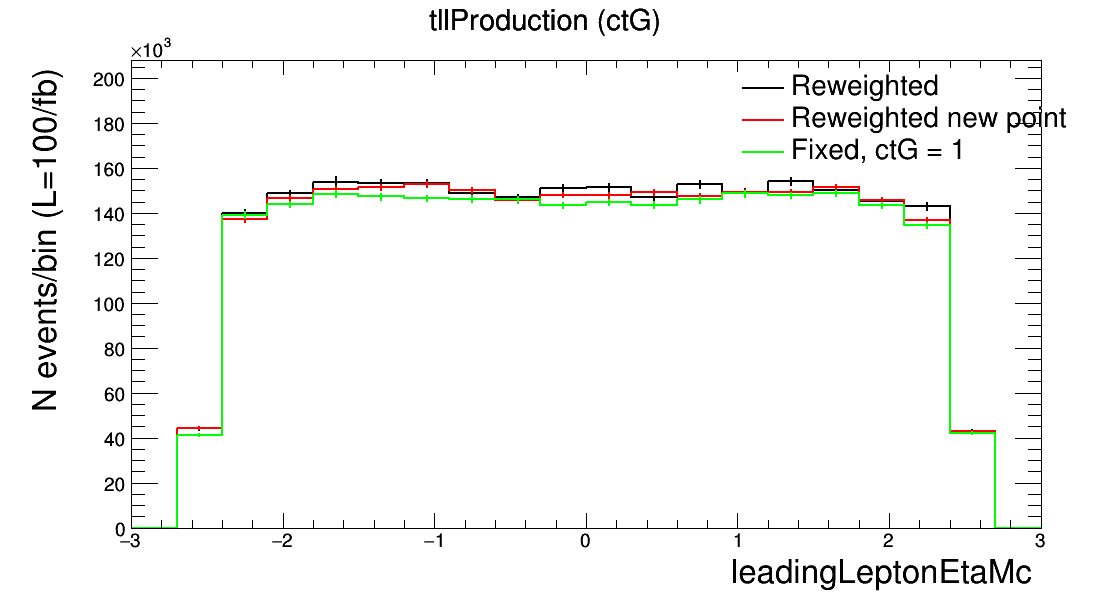 tllProduction (ctG)
×10³
N events/bin (L=100/fb)
200
180
160
140
120
100
80
60
40
20
0
Reweighted
Reweighted new point
Fixed, ctG = 1
−3 −2 −1 0 1 2 3
leadingLeptonEtaMc